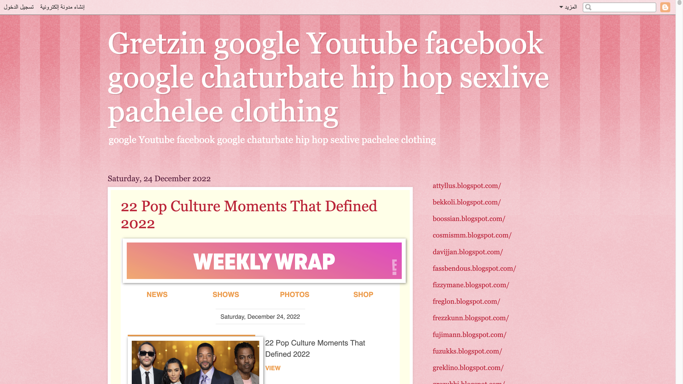 إنشاء مدونة إلكترونية تسجيل الدخول
المزيد
Gretzin google Youtube facebook
google chaturbate hip hop sexlive
pachelee clothing
google Youtube facebook google chaturbate hip hop sexlive pachelee clothing
Saturday, 24 December 2022
22 Pop Culture Moments That Defined
2022
WEEKLY WRAP
NEWS SHOWS PHOTOS SHOP
Saturday, December 24, 2022
22 Pop Culture Moments That
Defined 2022
VIEW
attyllus.blogspot.com/
bekkoli.blogspot.com/
boossian.blogspot.com/
cosmismm.blogspot.com/
davijjan.blogspot.com/
fassbendous.blogspot.com/
fizzymane.blogspot.com/
freglon.blogspot.com/
frezzkunn.blogspot.com/
fujimann.blogspot.com/
fuzukks.blogspot.com/
greklino.blogspot.com/